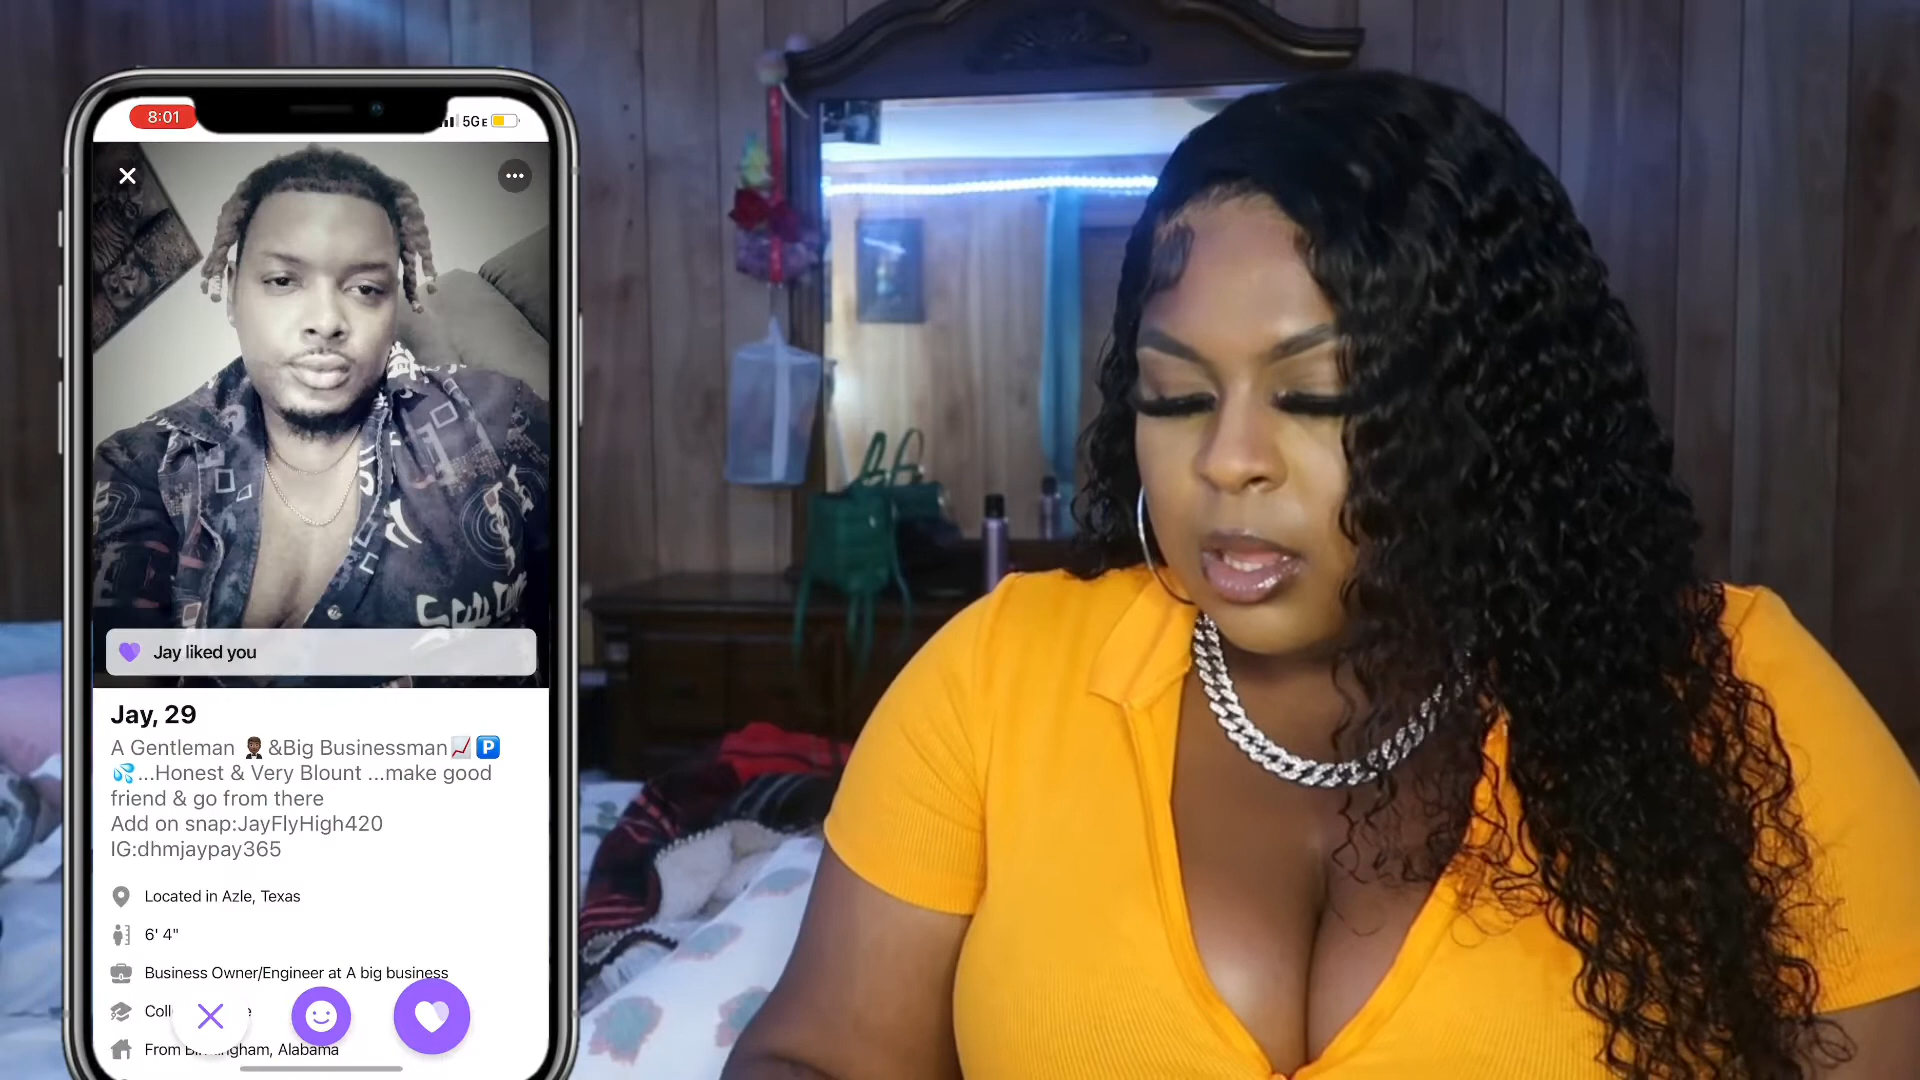 8:01
5GE
Jay liked you
Jay, 29
A Gentleman 🤵🏿&Big Businessman📈🅿️
💦...Honest & Very Blount ...make good
friend & go from there
Add on snap:JayFlyHigh420
IG:dhmjaypay365
Located in Azle, Texas
6' 4"
Business Owner/Engineer at A big business
From Birmingham, Alabama